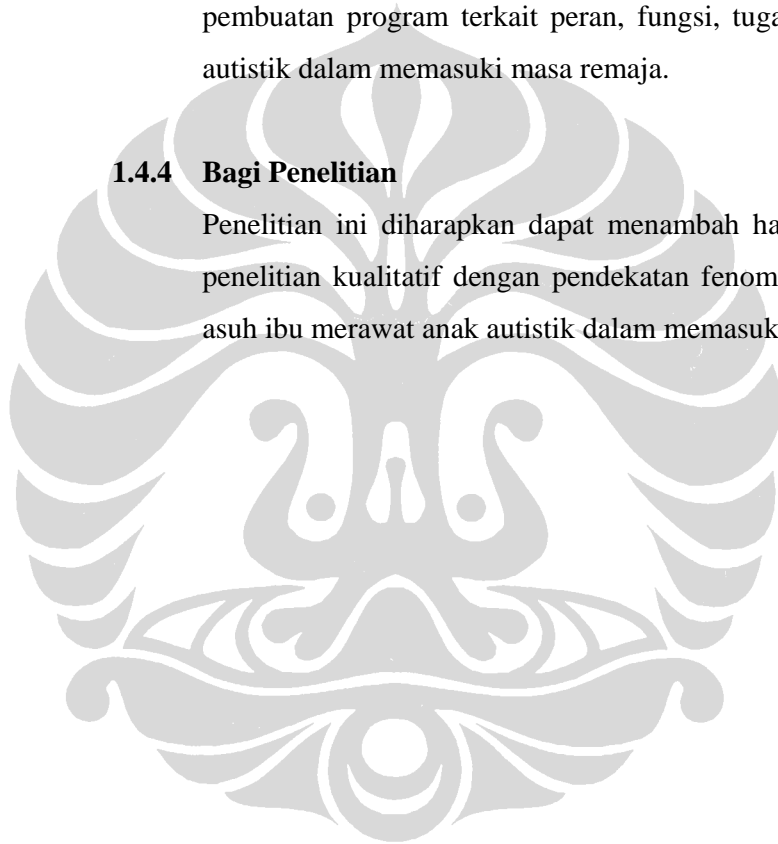 pembuatan program terkait peran, fungsi, tuga
autistik dalam memasuki masa remaja.
1.4.4 Bagi Penelitian
Penelitian ini diharapkan dapat menambah ha
penelitian kualitatif dengan pendekatan fenom
asuh ibu merawat anak autistik dalam memasuk